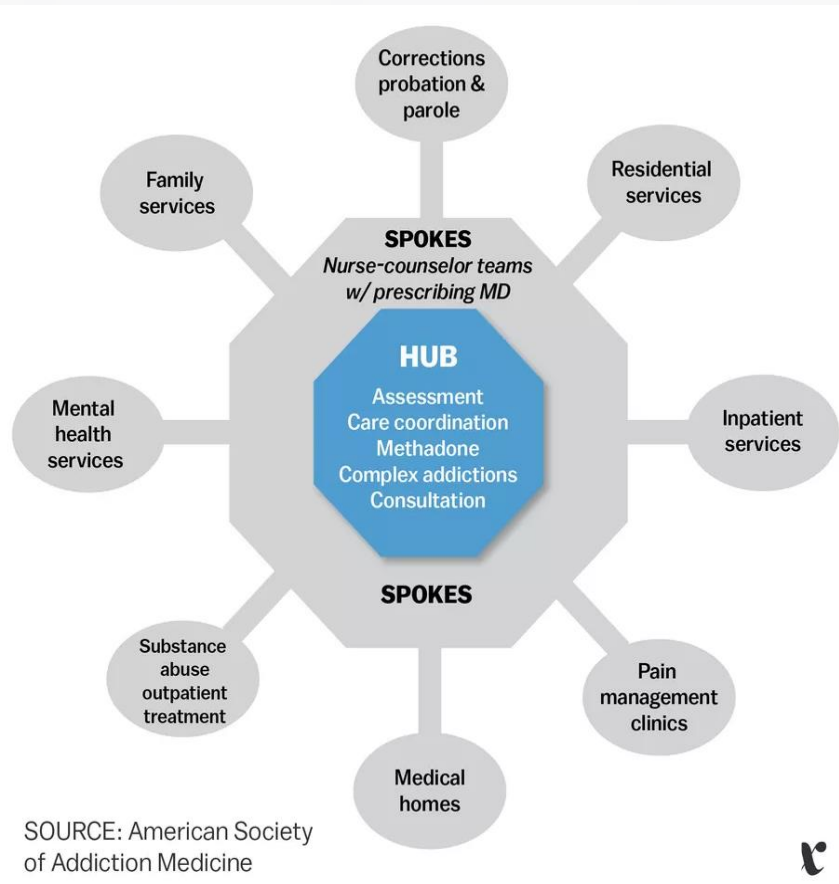 Corrections
probation &
parole
Family
services
Residential
services
SPOKES
Nurse-counselor teams
w/ prescribing MD
HUB
Assessment
Care coordination
Methadone
Complex addictions
Consultation
Mental
health
services
Inpatient
services
SPOKES
Substance
abuse
outpatient
treatment
Pain
management
clinics
Medical
homes
SOURCE: American Society
of Addiction Medicine